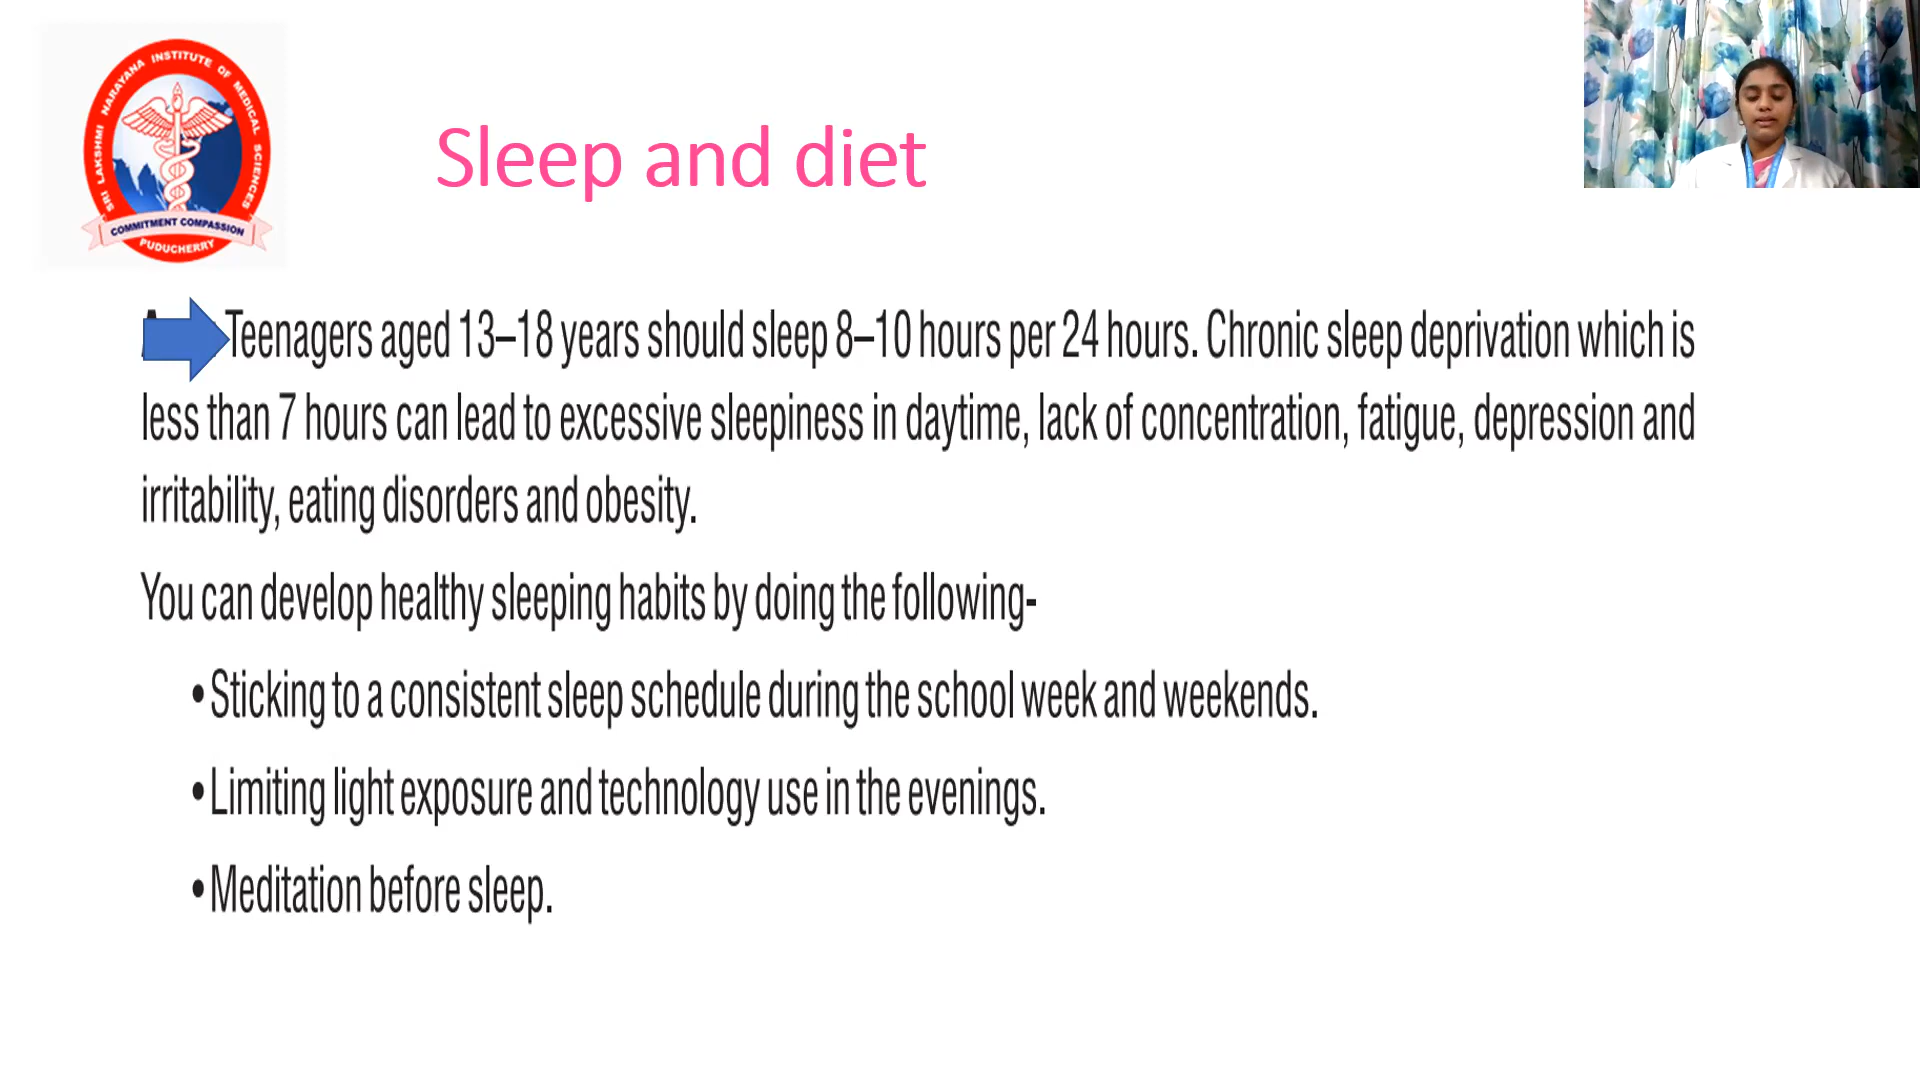 SRI LAKSHMI NARAYANA INSTITUTE OF MEDICAL SCIENCES
COMMITMENT COMPASSION
PUDUCHERRY
Sleep and diet
Teenagers aged 13–18 years should sleep 8–10 hours per 24 hours. Chronic sleep deprivation which is
less than 7 hours can lead to excessive sleepiness in daytime, lack of concentration, fatigue, depression and
irritability, eating disorders and obesity.
You can develop healthy sleeping habits by doing the following-
•Sticking to a consistent sleep schedule during the school week and weekends.
•Limiting light exposure and technology use in the evenings.
•Meditation before sleep.